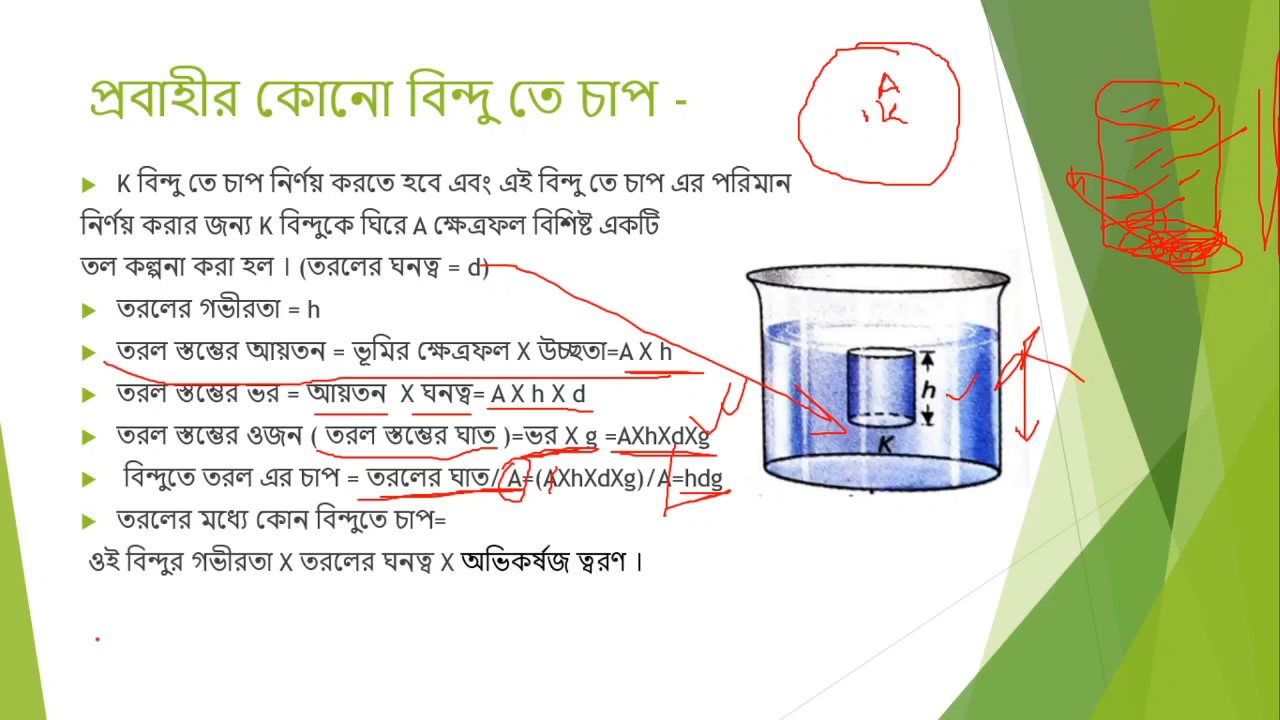 প্রবাহীর কোনো বিন্দু তে চাপ -
A
K
K বিন্দু তে চাপ নির্ণয় করতে হবে এবং এই বিন্দু তে চাপ এর পরিমান
নির্ণয় করার জন্য K বিন্দুকে ঘিরে A ক্ষেত্রফল বিশিষ্ট একটি
তল কল্পনা করা হল । (তরলের ঘনত্ব = d)
তরলের গভীরতা = h
তরল স্তম্ভের আয়তন = ভূমির ক্ষেত্রফল X উচ্ছতা=A X h
তরল স্তম্ভের ভর = আয়তন X ঘনত্ব= A X h X d
তরল স্তম্ভের ওজন ( তরল স্তম্ভের ঘাত )=ভর X g =AXhXdXg
বিন্দুতে তরল এর চাপ = তরলের ঘাত/ A=(AXhXdXg)/A=hdg
তরলের মধ্যে কোন বিন্দুতে চাপ=
ওই বিন্দুর গভীরতা X তরলের ঘনত্ব X অভিকর্ষজ ত্বরণ ।
h
K
h